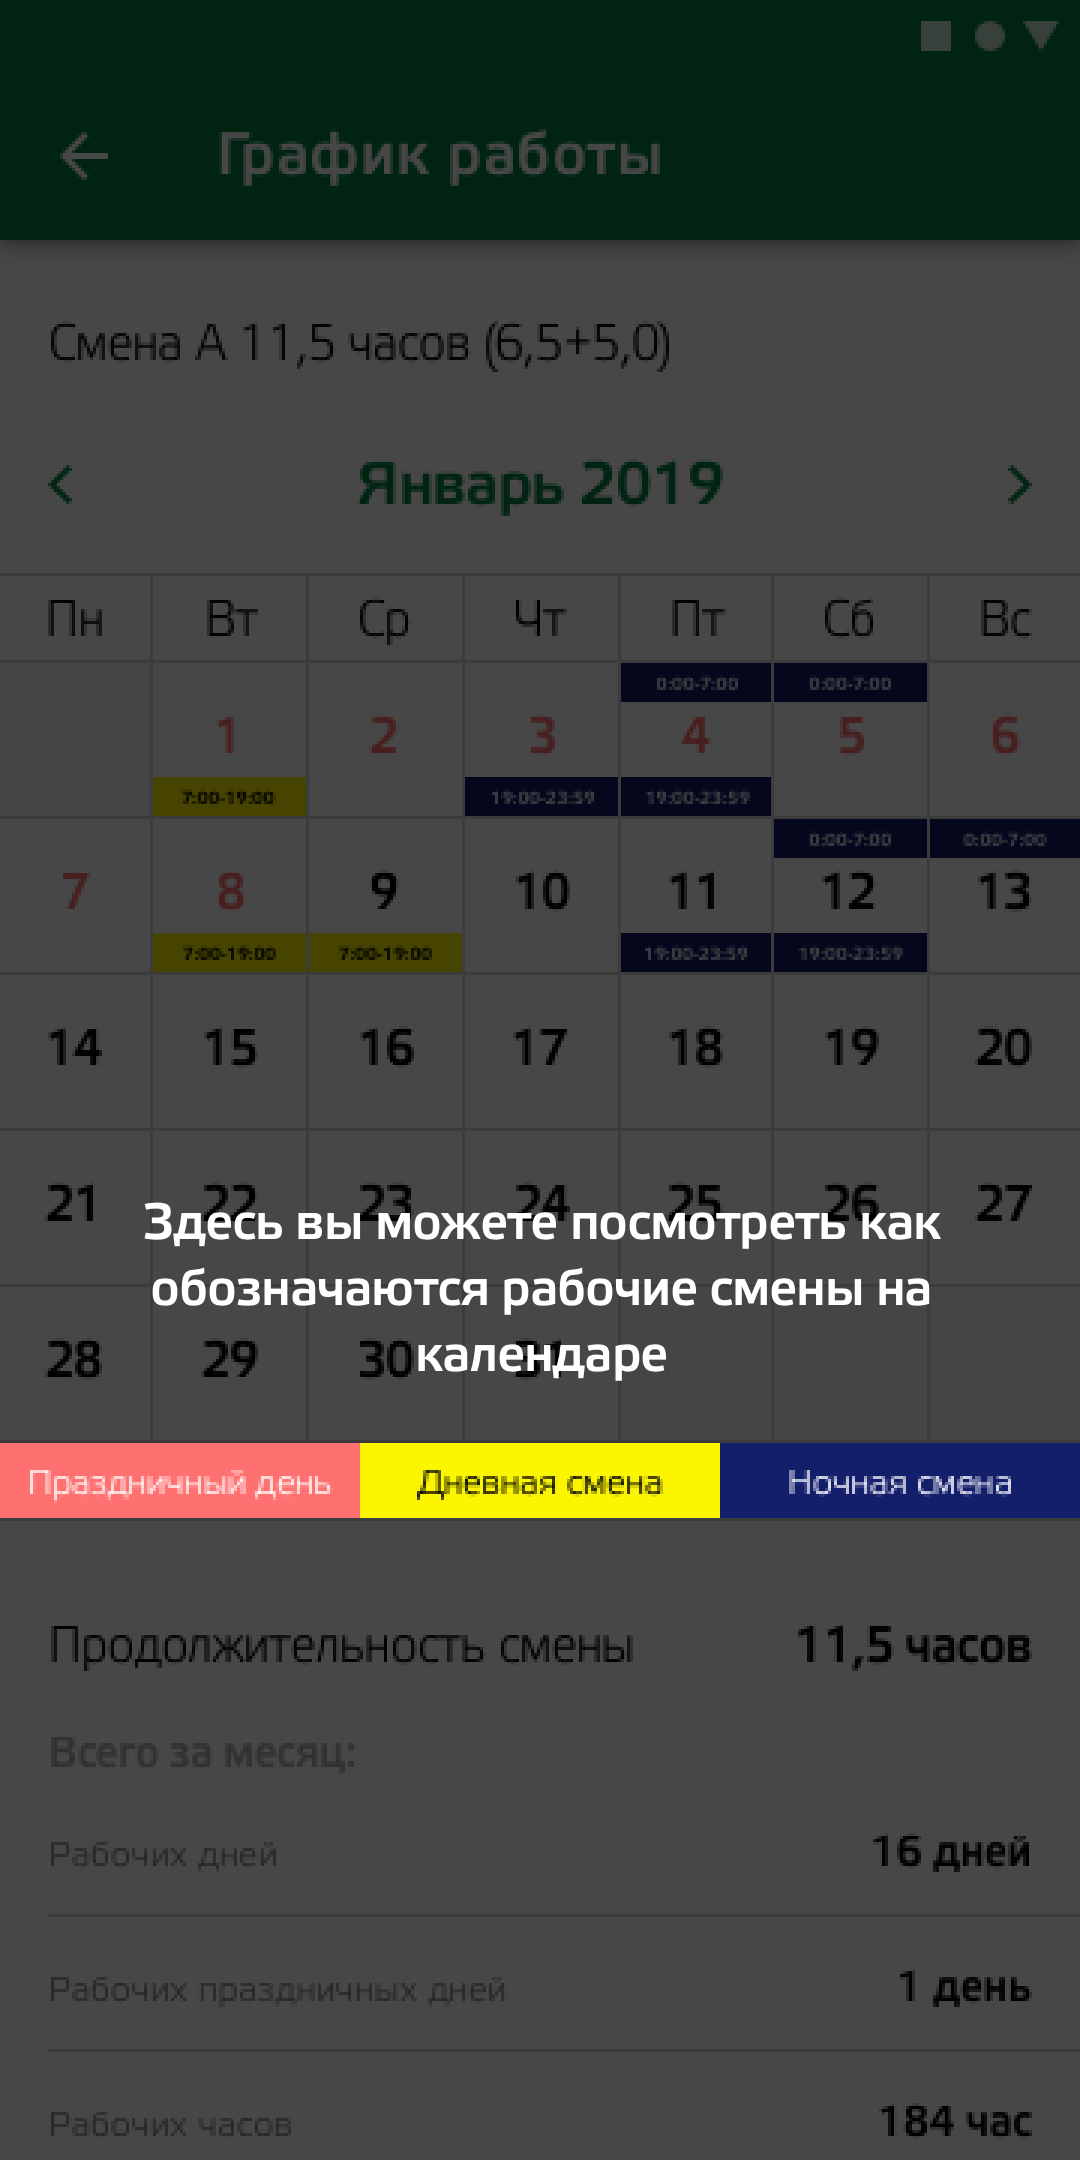 График работы
Смена А 11,5 часов (6,5+5,0)
Январь 2019
Пн Вт Ср Чт Пт Сб Вс
0:00-7:00 0:00-7:00
1 2 3 4 5 6
7:00-19:00 19:00-23:59 19:00-23:59
0:00-7:00 0:00-7:00
7 8 9 10 11 12 13
7:00-19:00 7:00-19:00 19:00-23:59 19:00-23:59
14 15 16 17 18 19 20
21 22 23 24 25 26 27
Здесь вы можете посмотреть как
обозначаются рабочие смены на
календаре
28 29 30 31
Праздничный день Дневная смена Ночная смена
Продолжительность смены 11,5 часов
Всего за месяц:
Рабочих дней 16 дней
Рабочих праздничных дней 1 день
Рабочих часов 184 час